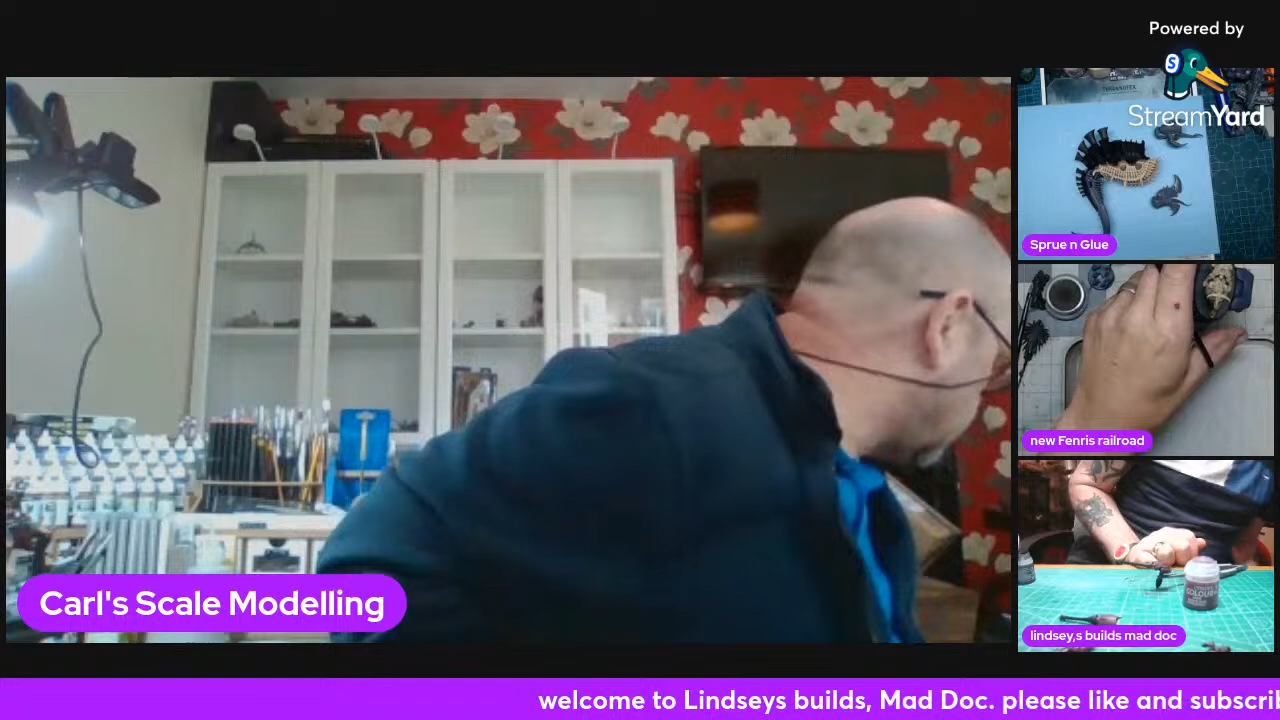 Powered by
StreamYard
Sprue n Glue
new Fenris railroad
COLOUR
lindsey,s builds mad doc
Carl's Scale Modelling
welcome to Lindseys builds, Mad Doc. please like and subscrib